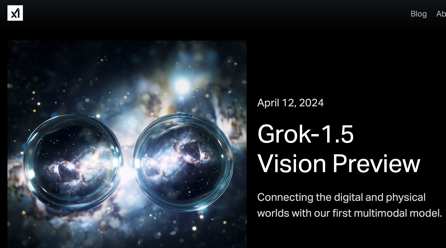 xI
Blog Ab
April 12, 2024
Grok-1.5
Vision Preview
Connecting the digital and physical
worlds with our first multimodal model.